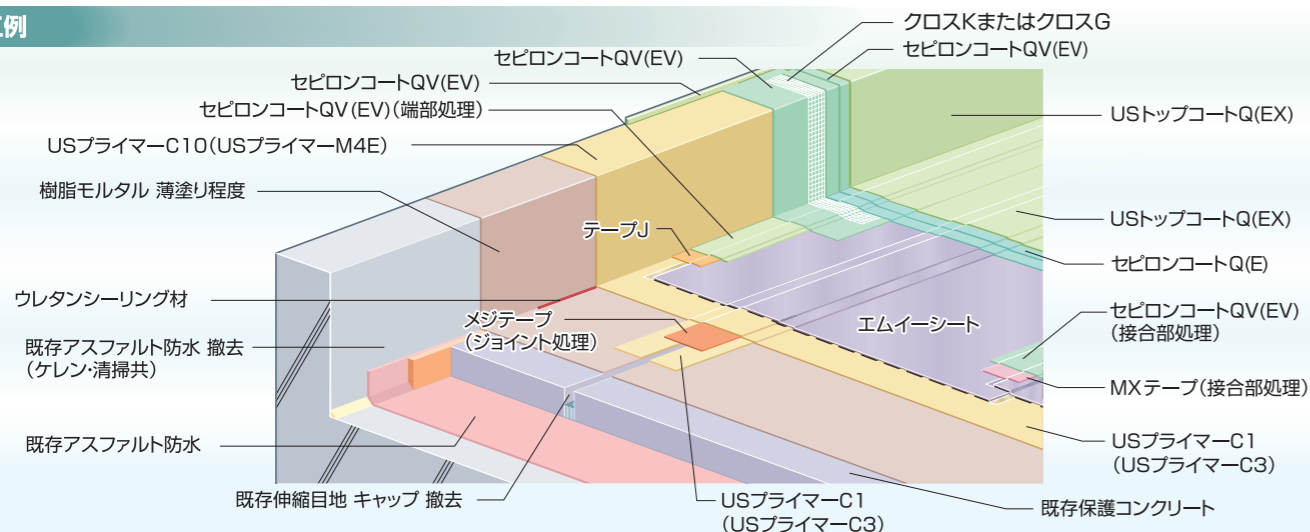 工例
クロスKまたはクロスG
セピロンコートQV(EV)
セピロンコートQV(EV)
セピロンコートQV(EV)
セピロンコートQV(EV)(端部処理)
USトップコートQ(EX)
USプライマーC10(USプライマーM4E)
樹脂モルタル 薄塗り程度
テープJ
USトップコートQ(EX)
セピロンコートQ(E)
ウレタンシーリング材
メジテープ
(ジョイント処理)
エムイーシート
セピロンコートQV(EV)
(接合部処理)
既存アスファルト防水 撤去
(ケレン・清掃共)
MXテープ(接合部処理)
既存アスファルト防水
USプライマーC1
(USプライマーC3)
既存伸縮目地 キャップ 撤去
USプライマーC1
(USプライマーC3)
既存保護コンクリート